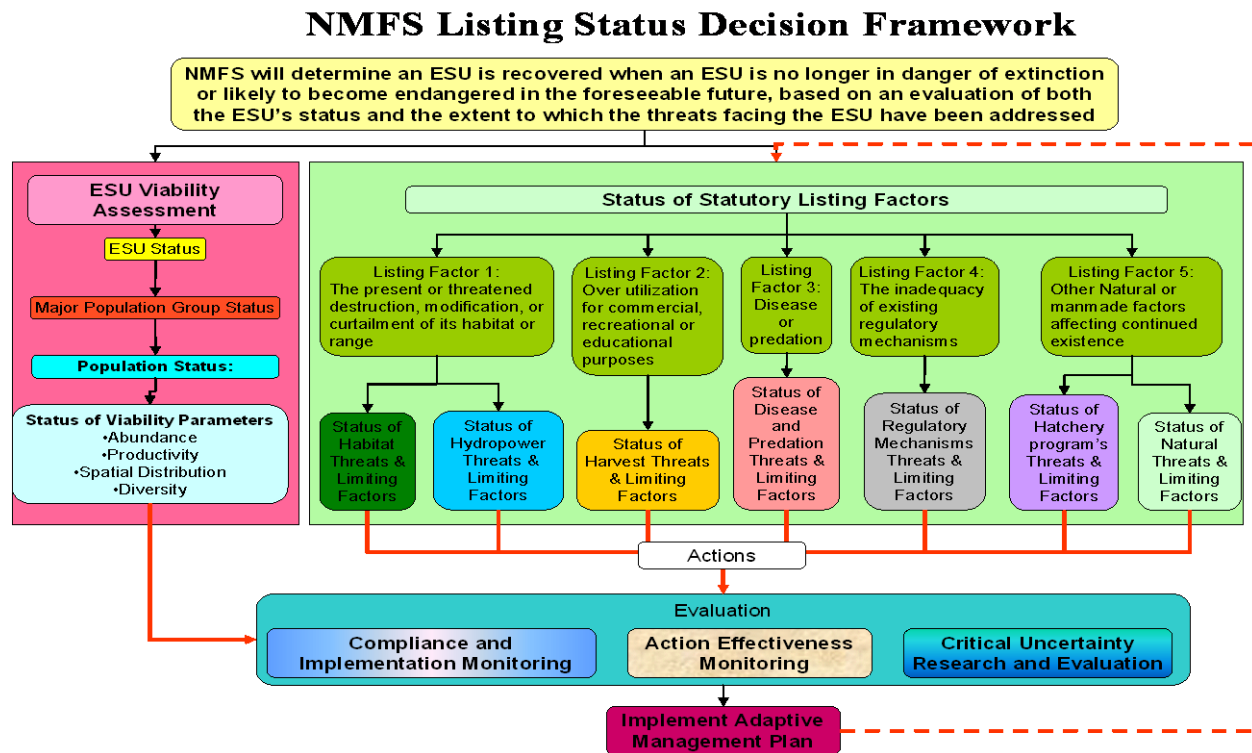 NMFS Listing Status Decision Framework
NMFS will determine an ESU is recovered when an ESU is no longer in danger of extinction
or likely to become endangered in the foreseeable future, based on an evaluation of both
the ESU's status and the extent to which the threats facing the ESU have been addressed
ESU Viability
Assessment
ESU Status
Major Population Group Status
Population Status:
Status of Viability Parameters
•Abundance
•Productivity
•Spatial Distribution
•Diversity
Status of Statutory Listing Factors
Listing Factor 1:
The present or threatened
destruction, modification, or
curtailment of its habitat or
range
Listing Factor 2:
Over utilization
for commercial,
recreational or
educational
purposes
Listing
Factor 3:
Disease
or
predation
Listing Factor 4:
The inadequacy
of existing
regulatory
mechanisms
Listing Factor 5:
Other Natural or
manmade factors
affecting continued
existence
Status of
Habitat
Threats &
Limiting
Factors
Status of
Hydropower
Threats &
Limiting
Factors
Status of
Harvest Threats
& Limiting
Factors
Status of
Disease
and
Predation
Threats &
Limiting
Factors
Status of
Regulatory
Mechanisms
Threats &
Limiting
Factors
Status of
Hatchery
program's
Threats &
Limiting
Factors
Status of
Natural
Threats &
Limiting
Factors
Actions
Evaluation
Compliance and
Implementation Monitoring
Action Effectiveness
Monitoring
Critical Uncertainty
Research and Evaluation
Implement Adaptive
Management Plan